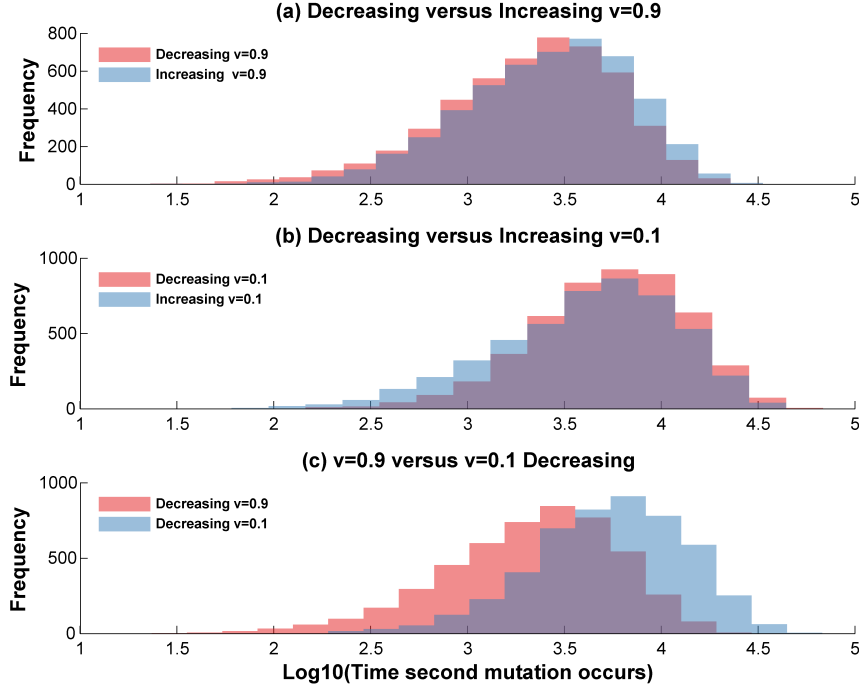 (a) Decreasing versus Increasing v=0.9
Frequency
800
600
400
200
0
Decreasing v=0.9
Increasing v=0.9
1 1.5 2 2.5 3 3.5 4 4.5 5
(b) Decreasing versus Increasing v=0.1
Frequency
1000
500
0
Decreasing v=0.1
Increasing v=0.1
1 1.5 2 2.5 3 3.5 4 4.5 5
(c) v=0.9 versus v=0.1 Decreasing
Frequency
1000
500
0
Decreasing v=0.9
Decreasing v=0.1
1 1.5 2 2.5 3 3.5 4 4.5 5
Log10(Time second mutation occurs)